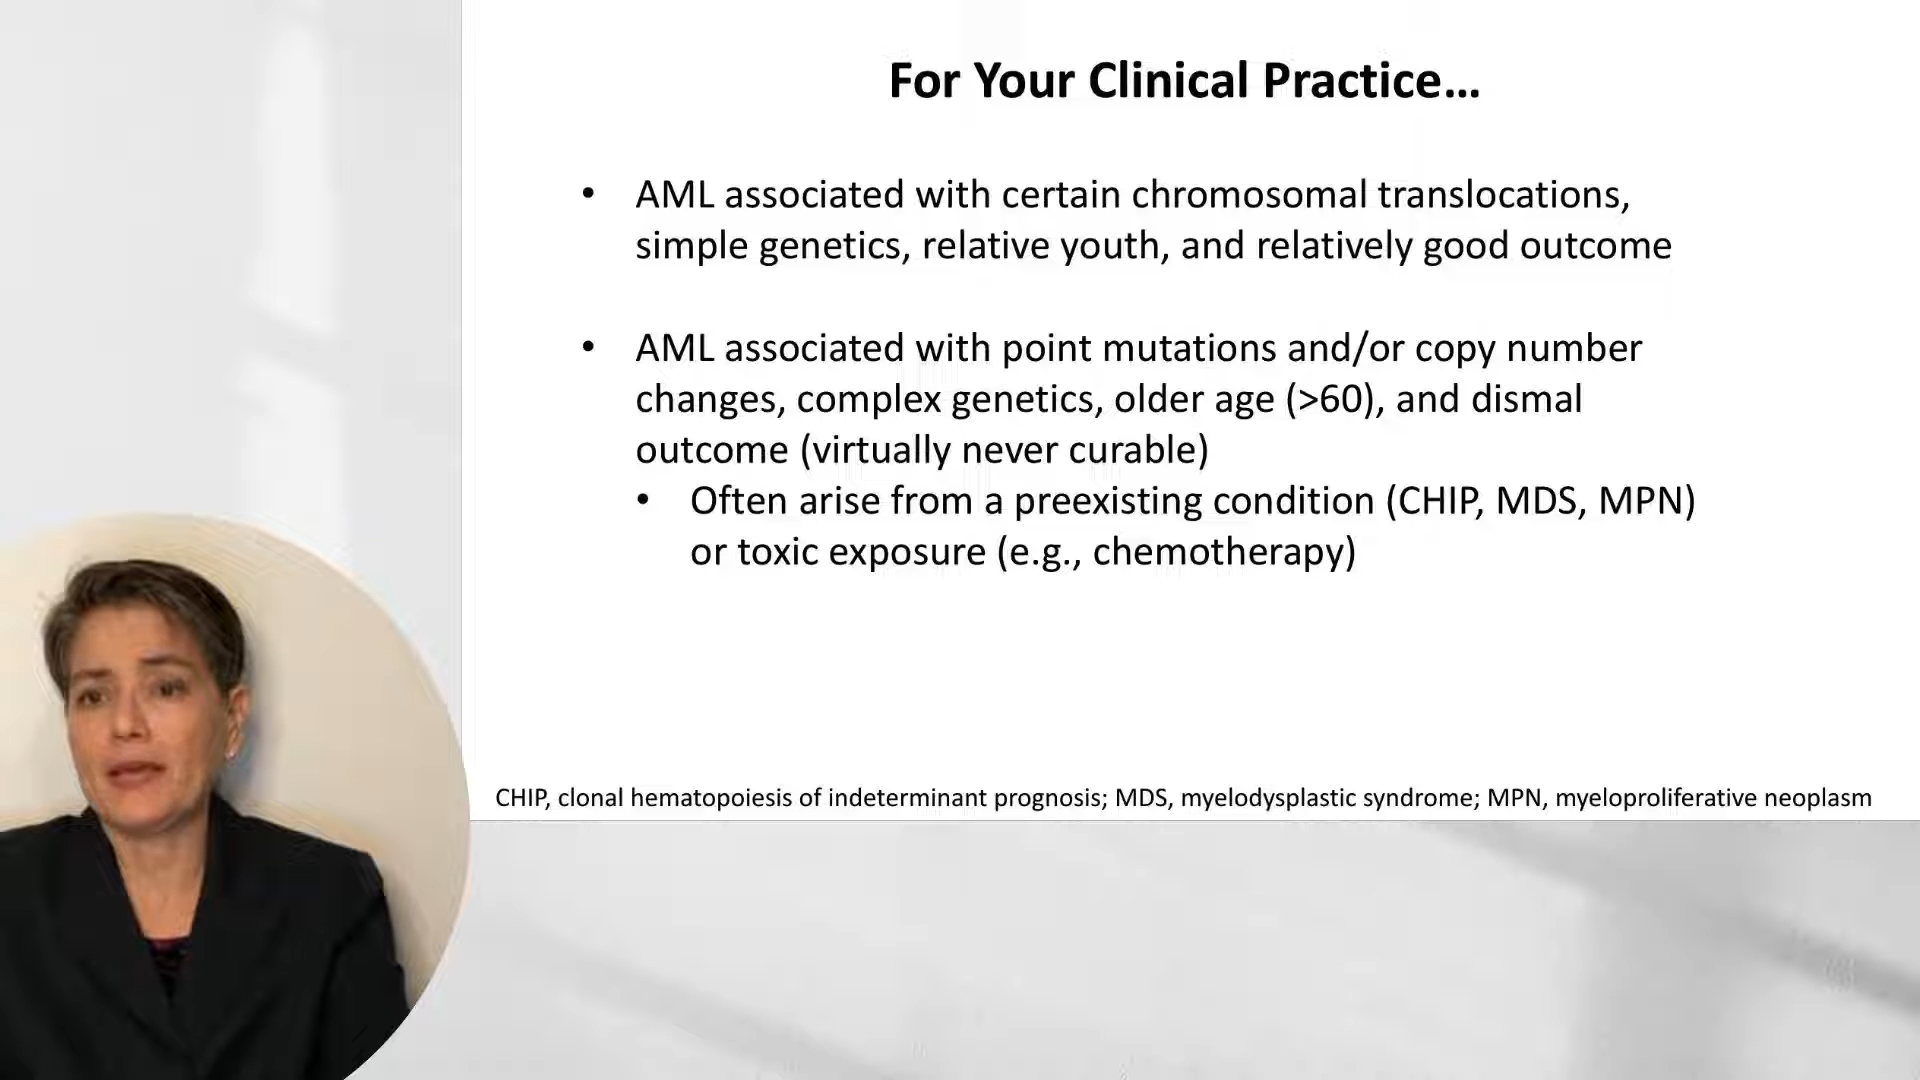 For Your Clinical Practice...
• AML associated with certain chromosomal translocations,
simple genetics, relative youth, and relatively good outcome
• AML associated with point mutations and/or copy number
changes, complex genetics, older age (>60), and dismal
outcome (virtually never curable)
• Often arise from a preexisting condition (CHIP, MDS, MPN)
or toxic exposure (e.g., chemotherapy)
CHIP, clonal hematopoiesis of indeterminant prognosis; MDS, myelodysplastic syndrome; MPN, myeloproliferative neoplasm